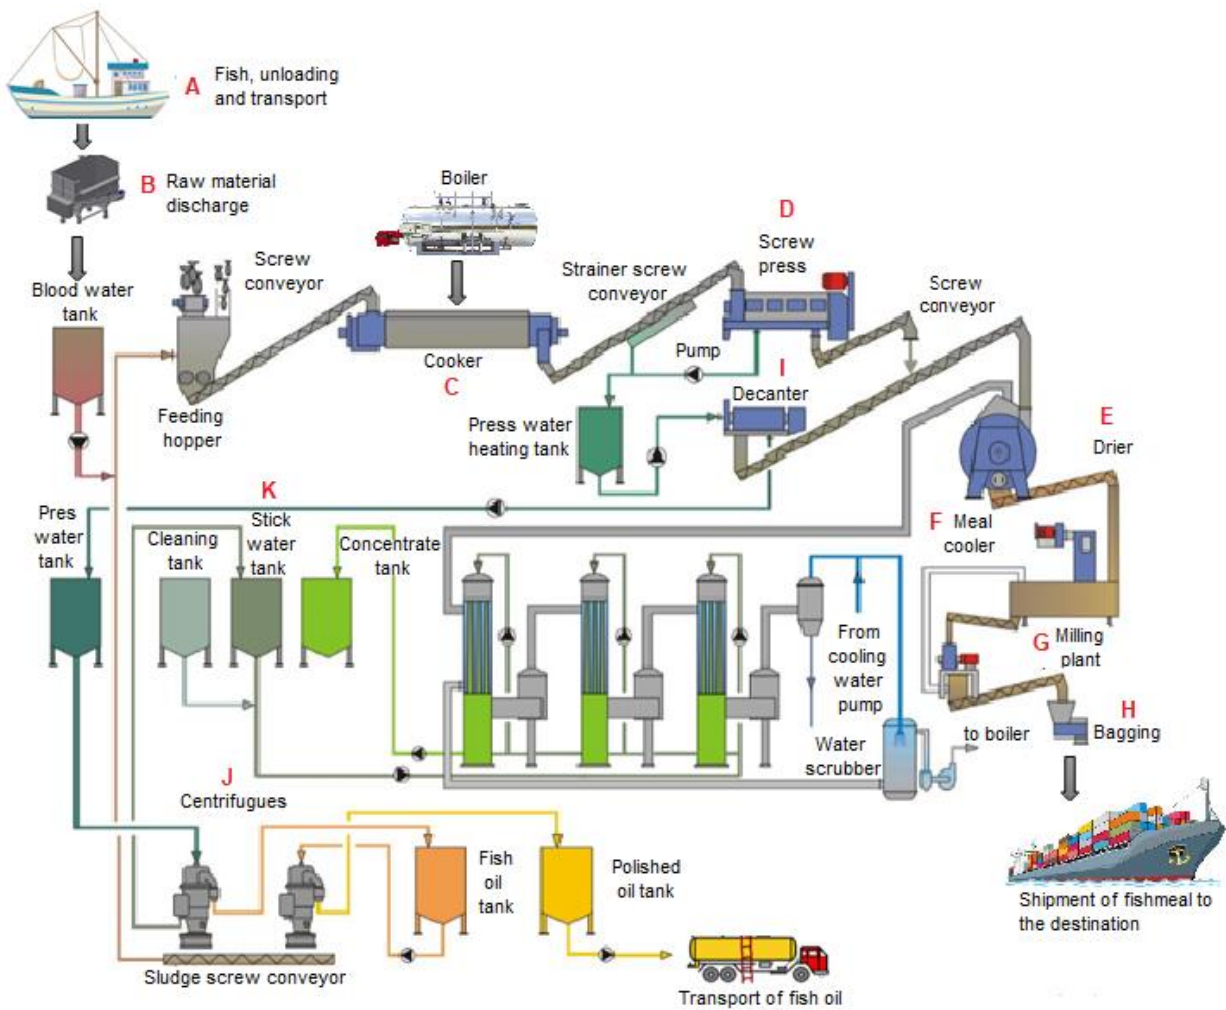 A
Fish, unloading
and transport
B
Raw material
discharge
Boiler
D
Screw
press
Screw
conveyor
Strainer screw
conveyor
Screw
conveyor
Blood water
tank
Cooker
C
Pump
I
Decanter
Feeding
hopper
Press water
heating tank
E
Drier
K
Pres
water
tank
Cleaning
tank
Stick
water
tank
Concentrate
tank
F
Meal
cooler
From
cooling
water
pump
G
Milling
plant
H
Bagging
to boiler
Water
scrubber
J
Centrifugues
Fish
oil
tank
Polished
oil tank
Shipment of fishmeal to
the destination
Sludge screw conveyor
Transport of fish oil